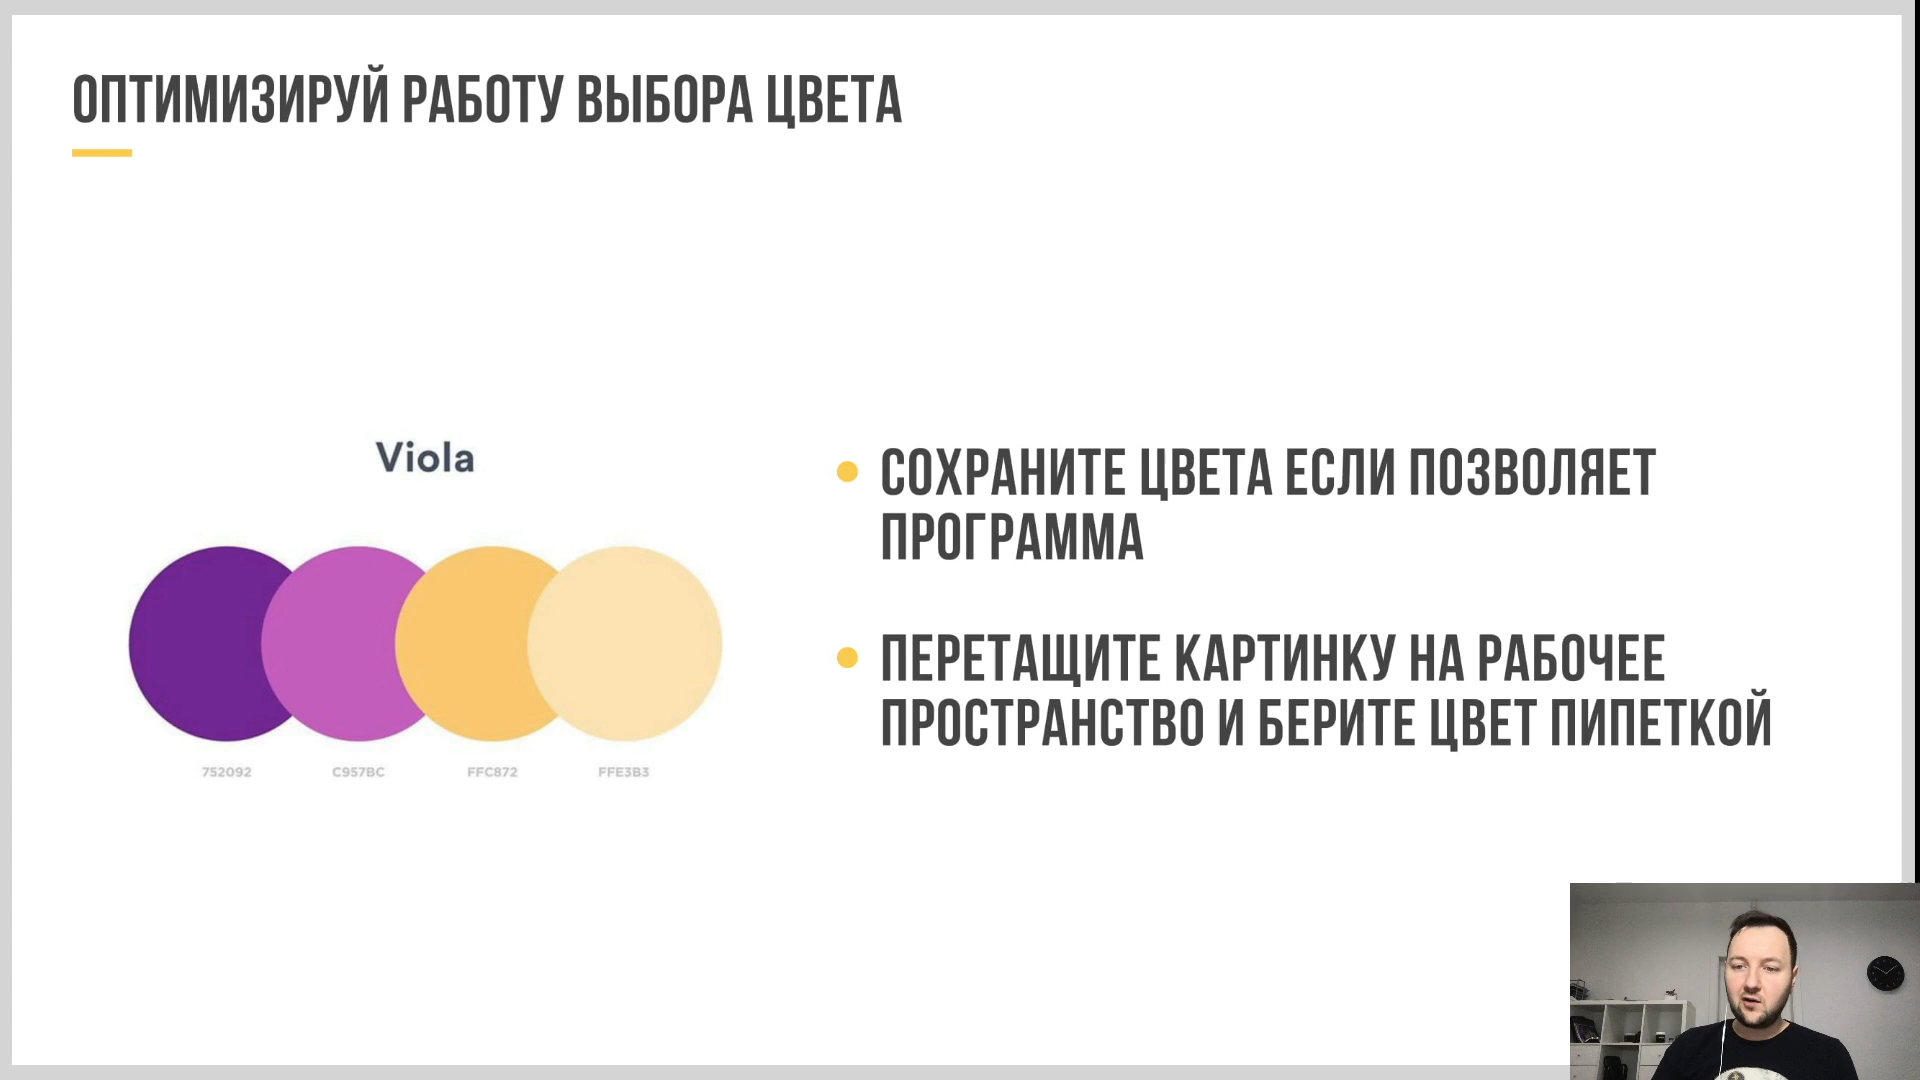 ОПТИМИЗИРУЙ РАБОТУ ВЫБОРА ЦВЕТА
Viola
752092 C957BC FFC872 FFE3B3
СОХРАНИТЕ ЦВЕТА ЕСЛИ ПОЗВОЛЯЕТ
ПРОГРАММА
ПЕРЕТАЩИТЕ КАРТИНКУ НА РАБОЧЕЕ
ПРОСТРАНСТВО И БЕРИТЕ ЦВЕТ ПИПЕТКОЙ